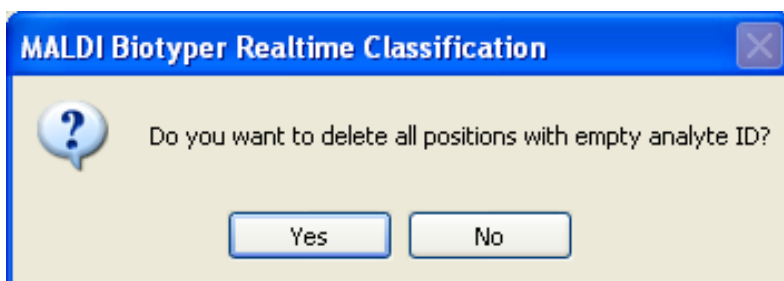 MALDI Biotyper Realtime Classification
Do you want to delete all positions with empty analyte ID?
Yes No